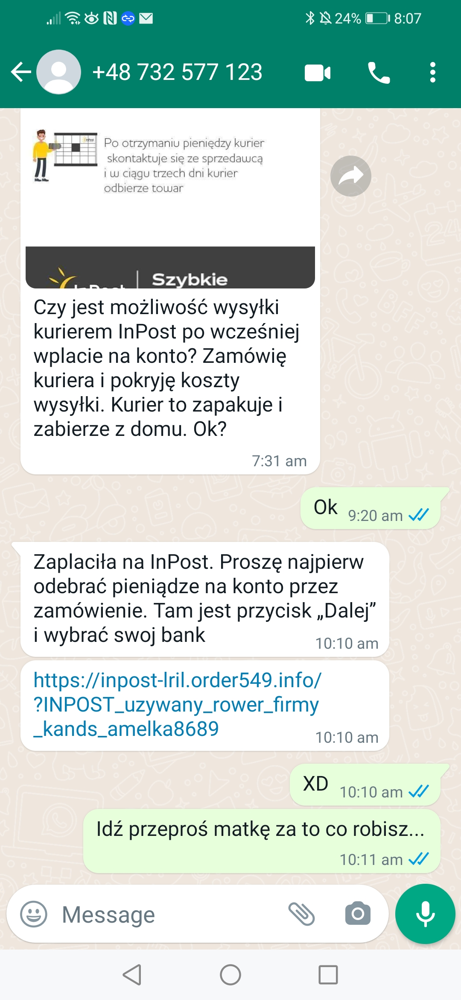 24% 8:07
+48 732 577 123
InPost
Po otrzymaniu pieniędzy kurier
skontaktuje się ze sprzedawcą
i w ciągu trzech dni kurier
odbierze towar
InPost | Szybkie
Czy jest możliwość wysyłki
kurierem InPost po wcześniej
wplacie na konto? Zamówię
kuriera i pokryję koszty
wysyłki. Kurier to zapakuje i
zabierze z domu. Ok?
7:31 am
Ok 9:20 am
Zaplaciła na InPost. Proszę najpierw
odebrać pieniądze na konto przez
zamówienie. Tam jest przycisk „Dalej”
i wybrać swoj bank 10:10 am
https://inpost-lril.order549.info/
?INPOST_uzywany_rower_firmy
_kands_amelka8689 10:10 am
XD 10:10 am
Idź przeproś matkę za to co robisz...
10:11 am
Message